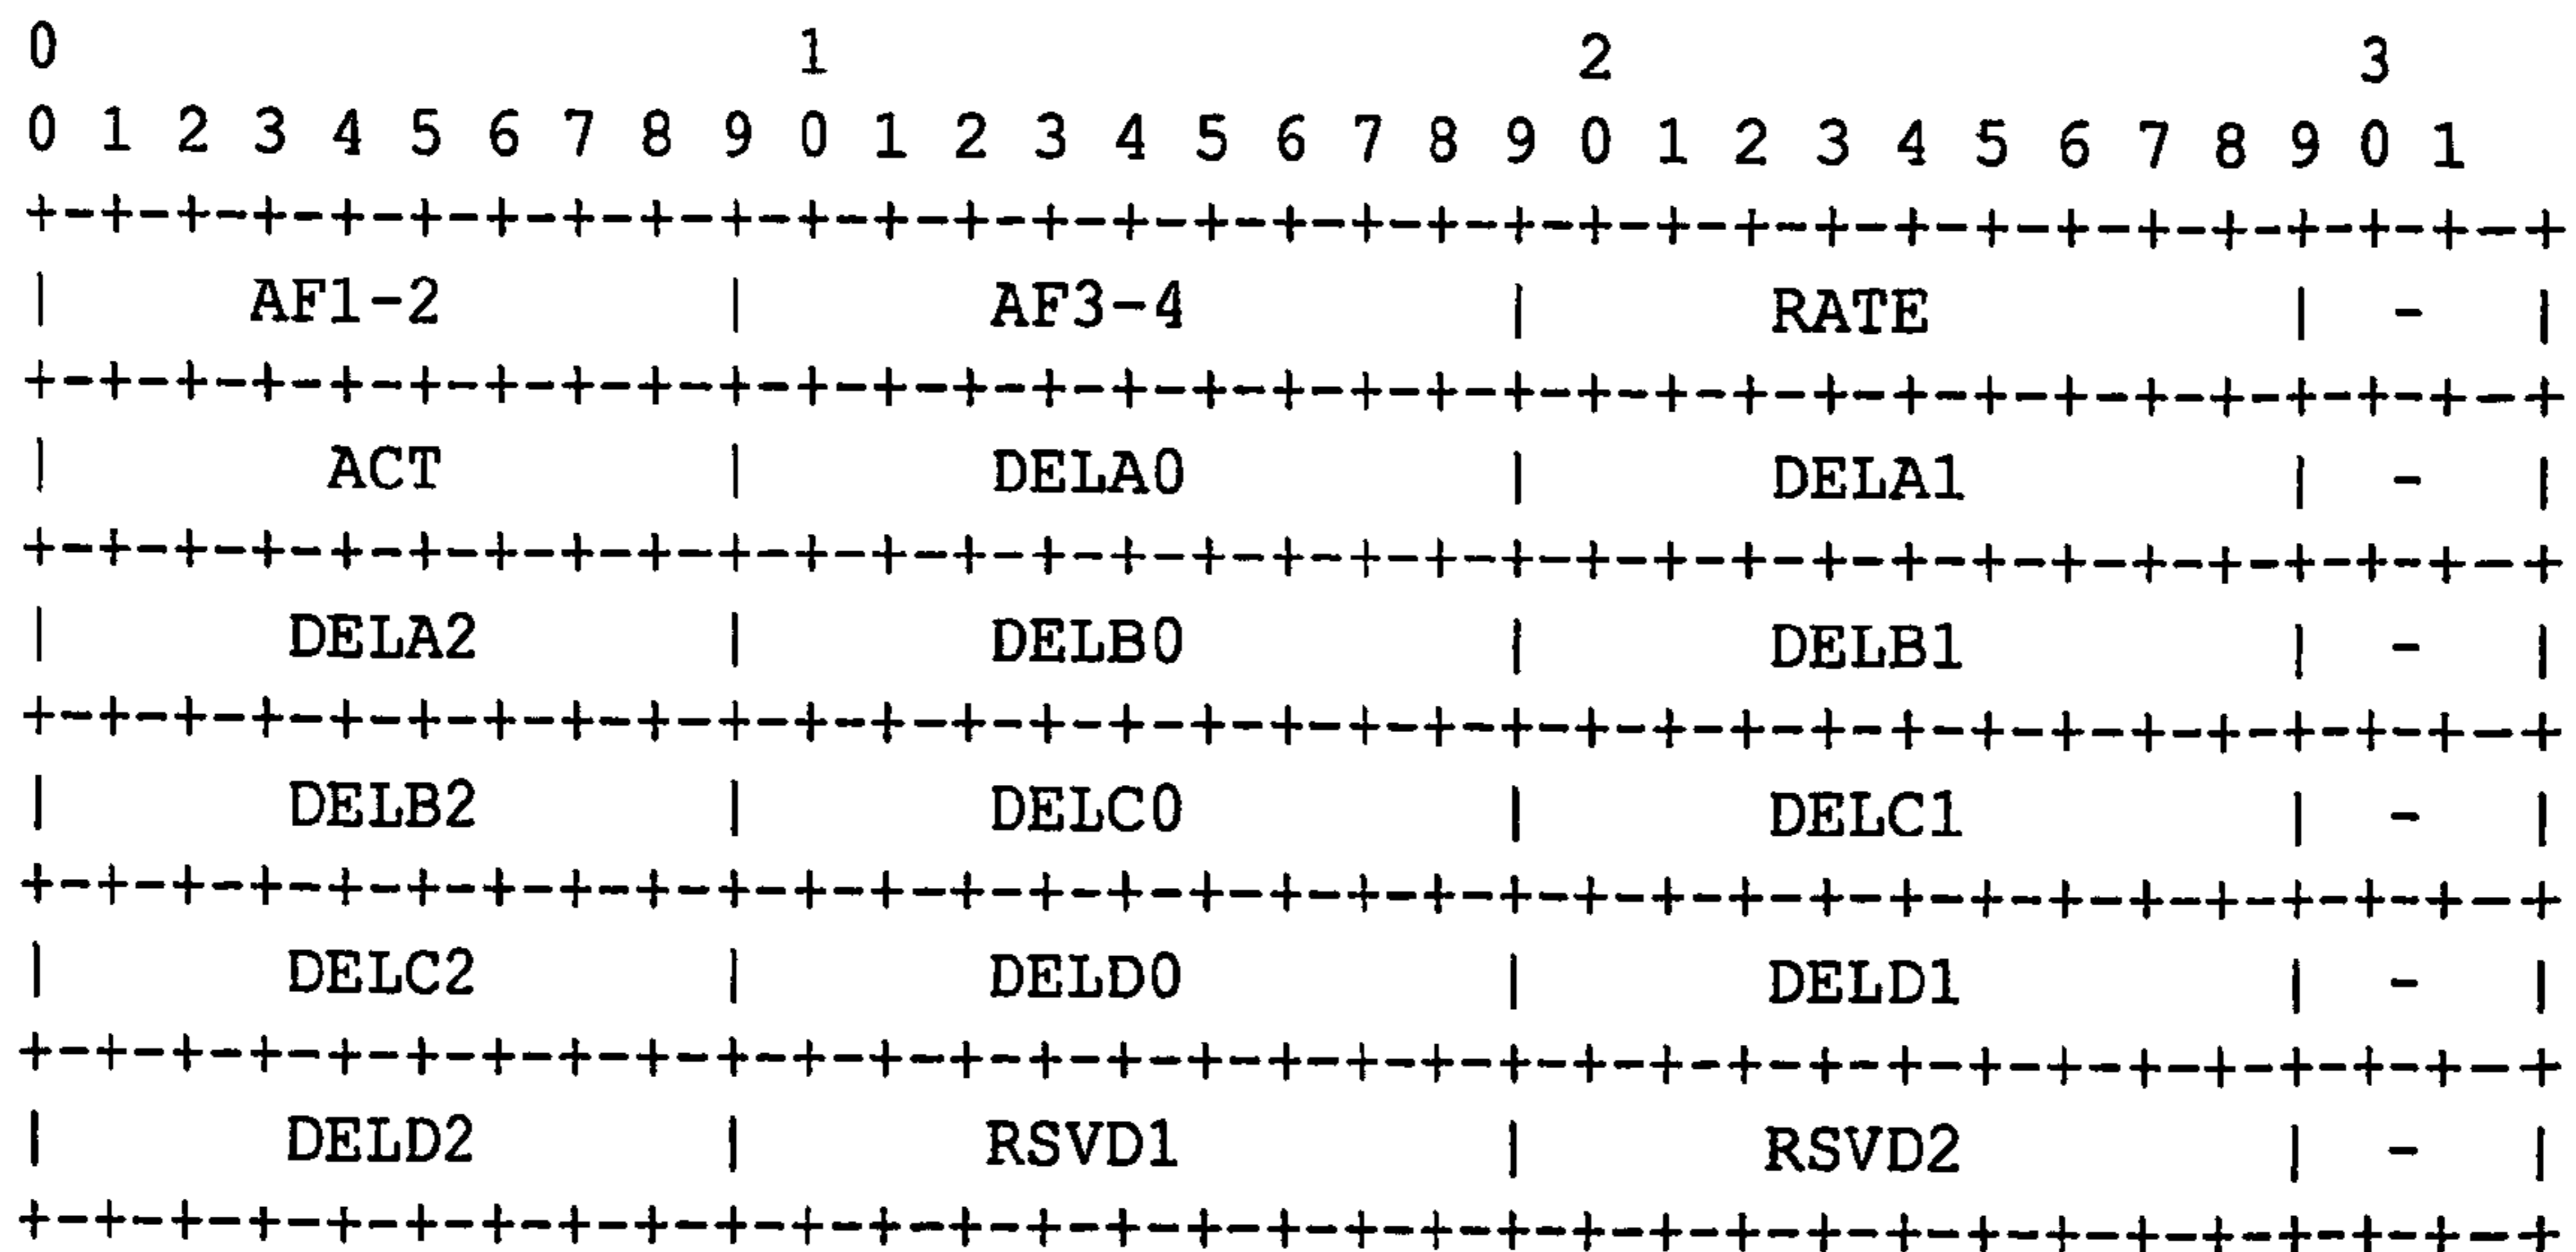 0                   1                   2                   3
0 1 2 3 4 5 6 7 8 9 0 1 2 3 4 5 6 7 8 9 0 1 2 3 4 5 6 7 8 9 0 1
+-+-+-+-+-+-+-+-+-+-+-+-+-+-+-+-+-+-+-+-+-+-+-+-+-+-+-+-+-+-+-+--+
|     AF1-2       |      AF3-4        |      RATE         |  -  |
+-+-+-+-+-+-+-+-+-+-+-+-+-+-+-+-+-+-+-+-+-+-+-+-+-+-+-+-+-+-+-+--+
|       ACT       |      DELA0        |      DELA1        |  -  |
+-+-+-+-+-+-+-+-+-+-+-+-+-+-+-+-+-+-+-+-+-+-+-+-+-+-+-+-+-+-+-+--+
|      DELA2      |      DELB0        |      DELB1        |  -  |
+-+-+-+-+-+-+-+-+-+-+-+-+-+-+-+-+-+-+-+-+-+-+-+-+-+-+-+-+-+-+-+--+
|      DELB2      |      DELC0        |      DELC1        |  -  |
+-+-+-+-+-+-+-+-+-+-+-+-+-+-+-+-+-+-+-+-+-+-+-+-+-+-+-+-+-+-+-+--+
|      DELC2      |      DELD0        |      DELD1        |  -  |
+-+-+-+-+-+-+-+-+-+-+-+-+-+-+-+-+-+-+-+-+-+-+-+-+-+-+-+-+-+-+-+--+
|      DELD2      |      RSVD1        |      RSVD2        |  -  |
+-+-+-+-+-+-+-+-+-+-+-+-+-+-+-+-+-+-+-+-+-+-+-+-+-+-+-+-+-+-+-+--+